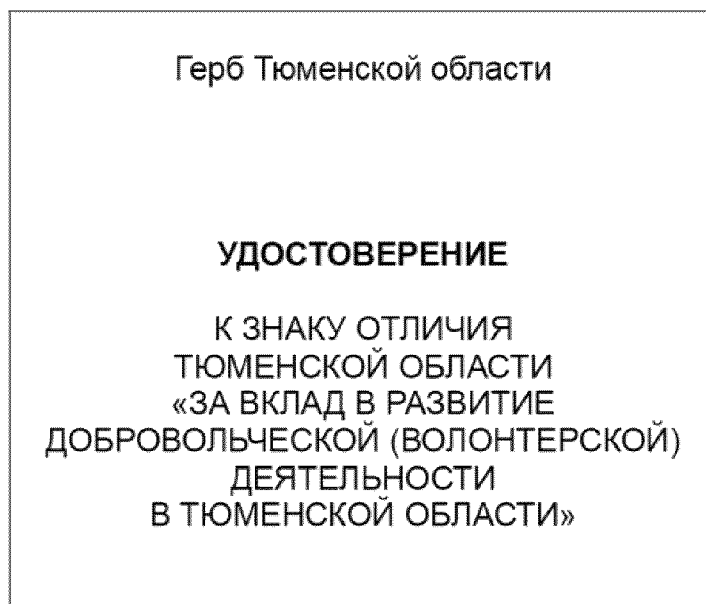 Герб Тюменской области
УДОСТОВЕРЕНИЕ
К ЗНАКУ ОТЛИЧИЯ
ТЮМЕНСКОЙ ОБЛАСТИ
«ЗА ВКЛАД В РАЗВИТИЕ
ДОБРОВОЛЬЧЕСКОЙ (ВОЛОНТЕРСКОЙ)
ДЕЯТЕЛЬНОСТИ
В ТЮМЕНСКОЙ ОБЛАСТИ»